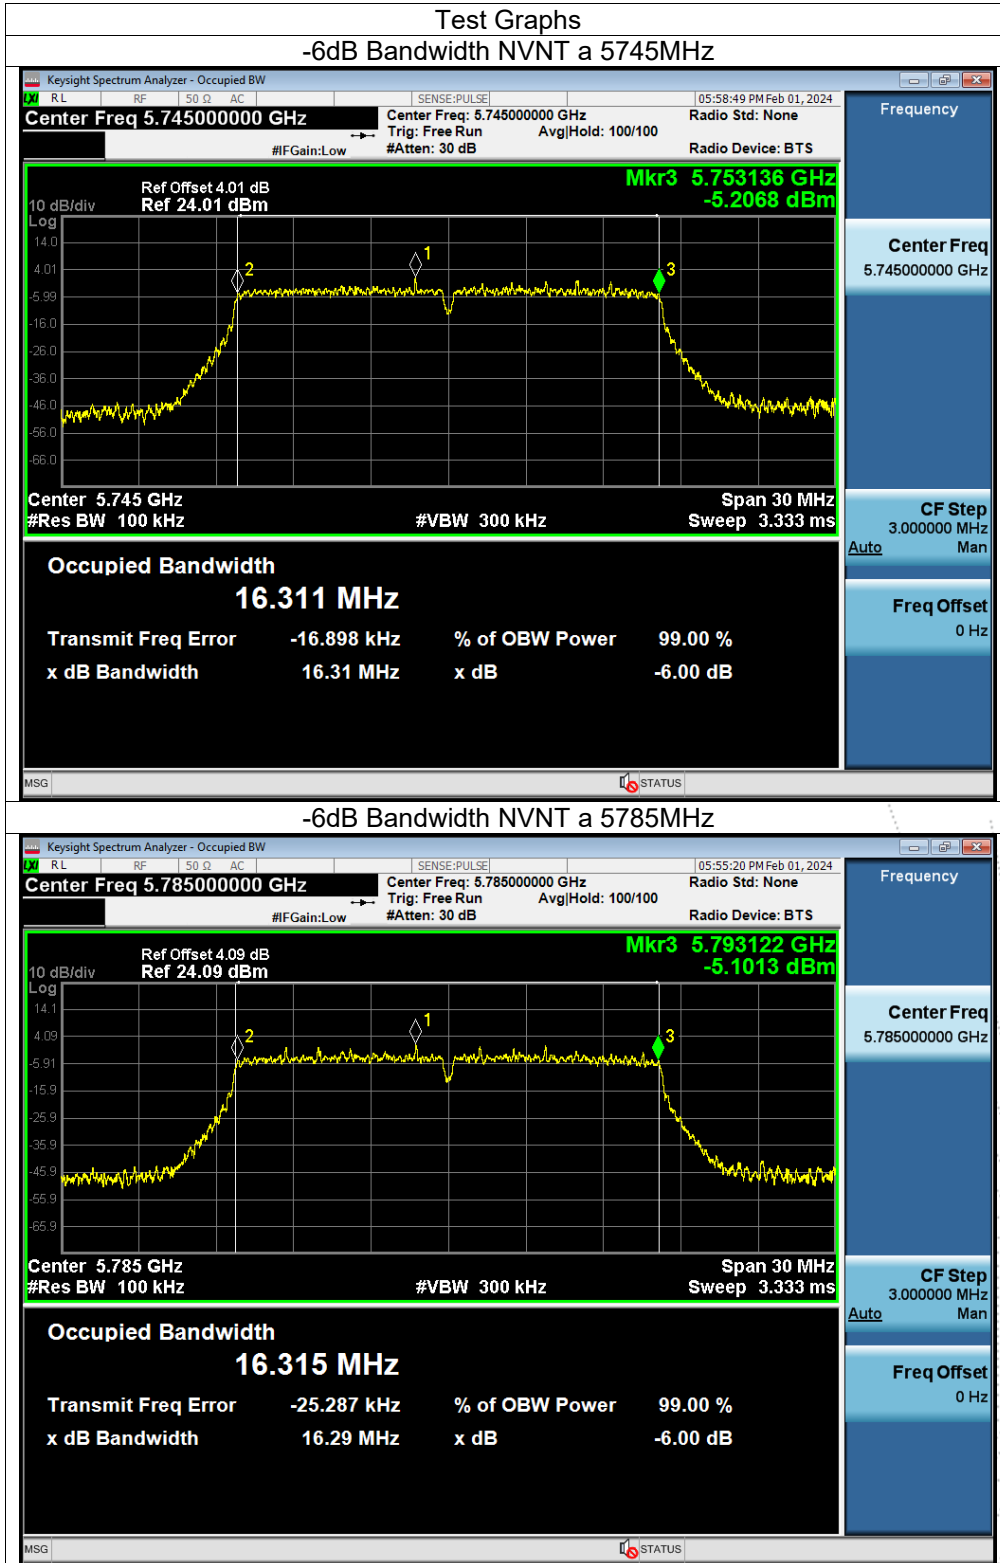 Test Graphs
-6dB Bandwidth NVNT a 5745MHz
Keysight Spectrum Analyzer - Occupied BW
LXI RL RF 50 Ω AC SENSE:PULSE 05:58:49 PM Feb 01, 2024
Center Freq 5.745000000 GHz
Center Freq: 5.745000000 GHz Radio Std: None
Trig: Free Run Avg|Hold: 100/100
#IFGain:Low #Atten: 30 dB Radio Device: BTS
Frequency
Mkr3 5.753136 GHz
-5.2068 dBm
Ref Offset 4.01 dB
10 dB/div Ref 24.01 dBm
Log
14.0
4.01
-5.99
-16.0
-26.0
-36.0
-46.0
-56.0
-66.0
2
1
3
Center 5.745 GHz Span 30 MHz
#Res BW 100 kHz #VBW 300 kHz Sweep 3.333 ms
Center Freq
5.745000000 GHz
CF Step
3.000000 MHz
Auto Man
Freq Offset
0 Hz
Occupied Bandwidth
16.311 MHz
Transmit Freq Error -16.898 kHz % of OBW Power 99.00 %
x dB Bandwidth 16.31 MHz x dB -6.00 dB
MSG STATUS
-6dB Bandwidth NVNT a 5785MHz
Keysight Spectrum Analyzer - Occupied BW
LXI RL RF 50 Ω AC SENSE:PULSE 05:55:20 PM Feb 01, 2024
Center Freq 5.785000000 GHz
Center Freq: 5.785000000 GHz Radio Std: None
Trig: Free Run Avg|Hold: 100/100
#IFGain:Low #Atten: 30 dB Radio Device: BTS
Frequency
Mkr3 5.793122 GHz
-5.1013 dBm
Ref Offset 4.09 dB
10 dB/div Ref 24.09 dBm
Log
14.1
4.09
-5.91
-15.9
-25.9
-35.9
-45.9
-55.9
-65.9
2
1
3
Center 5.785 GHz Span 30 MHz
#Res BW 100 kHz #VBW 300 kHz Sweep 3.333 ms
Center Freq
5.785000000 GHz
CF Step
3.000000 MHz
Auto Man
Freq Offset
0 Hz
Occupied Bandwidth
16.315 MHz
Transmit Freq Error -25.287 kHz % of OBW Power 99.00 %
x dB Bandwidth 16.29 MHz x dB -6.00 dB
MSG STATUS